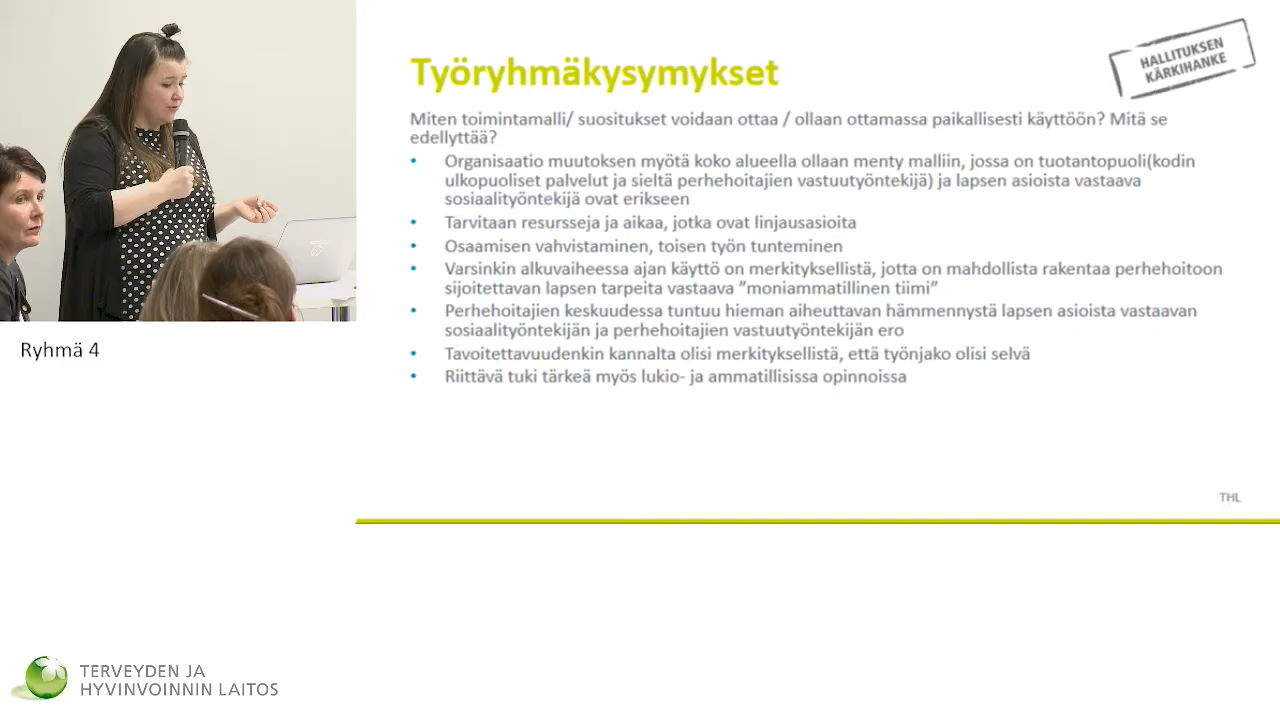 Työryhmäkysymykset
HALLITUKSEN
KÄRKIHANKE
Miten toimintamalli/ suositukset voidaan ottaa / ollaan ottamassa paikallisesti käyttöön? Mitä se
edellyttää?
• Organisaatio muutoksen myötä koko alueella ollaan menty malliin, jossa on tuotantopuoli(kodin
ulkopuoliset palvelut ja sieltä perhehoitajien vastuutyöntekijä) ja lapsen asioista vastaava
sosiaalityöntekijä ovat erikseen
• Tarvitaan resursseja ja aikaa, jotka ovat linjausasioita
• Osaamisen vahvistaminen, toisen työn tunteminen
• Varsinkin alkuvaiheessa ajan käyttö on merkityksellistä, jotta on mahdollista rakentaa perhehoitoon
sijoitettavan lapsen tarpeita vastaava ”moniammatillinen tiimi”
• Perhehoitajien keskuudessa tuntuu hieman aiheuttavan hämmennystä lapsen asioista vastaavan
sosiaalityöntekijän ja perhehoitajien vastuutyöntekijän ero
• Tavoitettavuudenkin kannalta olisi merkityksellistä, että työnjako olisi selvä
• Riittävä tuki tärkeä myös lukio- ja ammatillisissa opinnoissa
THL
Ryhmä 4
TERVEYDEN JA
HYVINVOINNIN LAITOS